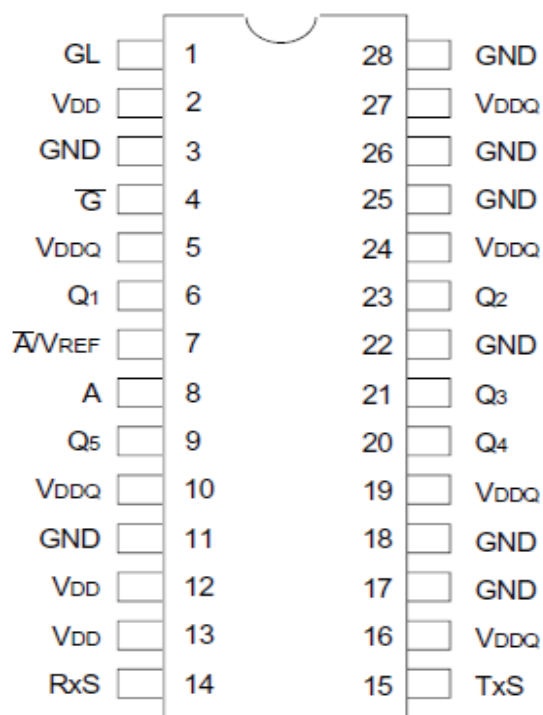 GL 1 28 GND
VDD 2 27 VDDQ
GND 3 26 GND
G̅ 4 25 GND
VDDQ 5 24 VDDQ
Q1 6 23 Q2
A̅/VREF 7 22 GND
A 8 21 Q3
Q5 9 20 Q4
VDDQ 10 19 VDDQ
GND 11 18 GND
VDD 12 17 GND
VDD 13 16 VDDQ
RxS 14 15 TxS